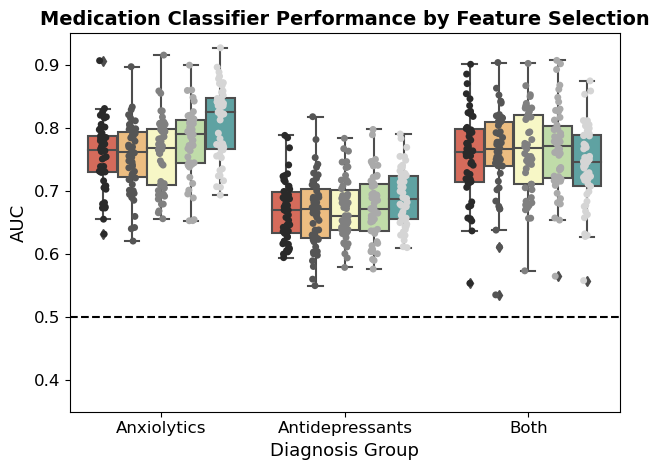 Medication Classifier Performance by Feature Selection
0.9
0.8
0.7
0.6
0.5
0.4
AUC
Anxiolytics
Antidepressants
Both
Diagnosis Group